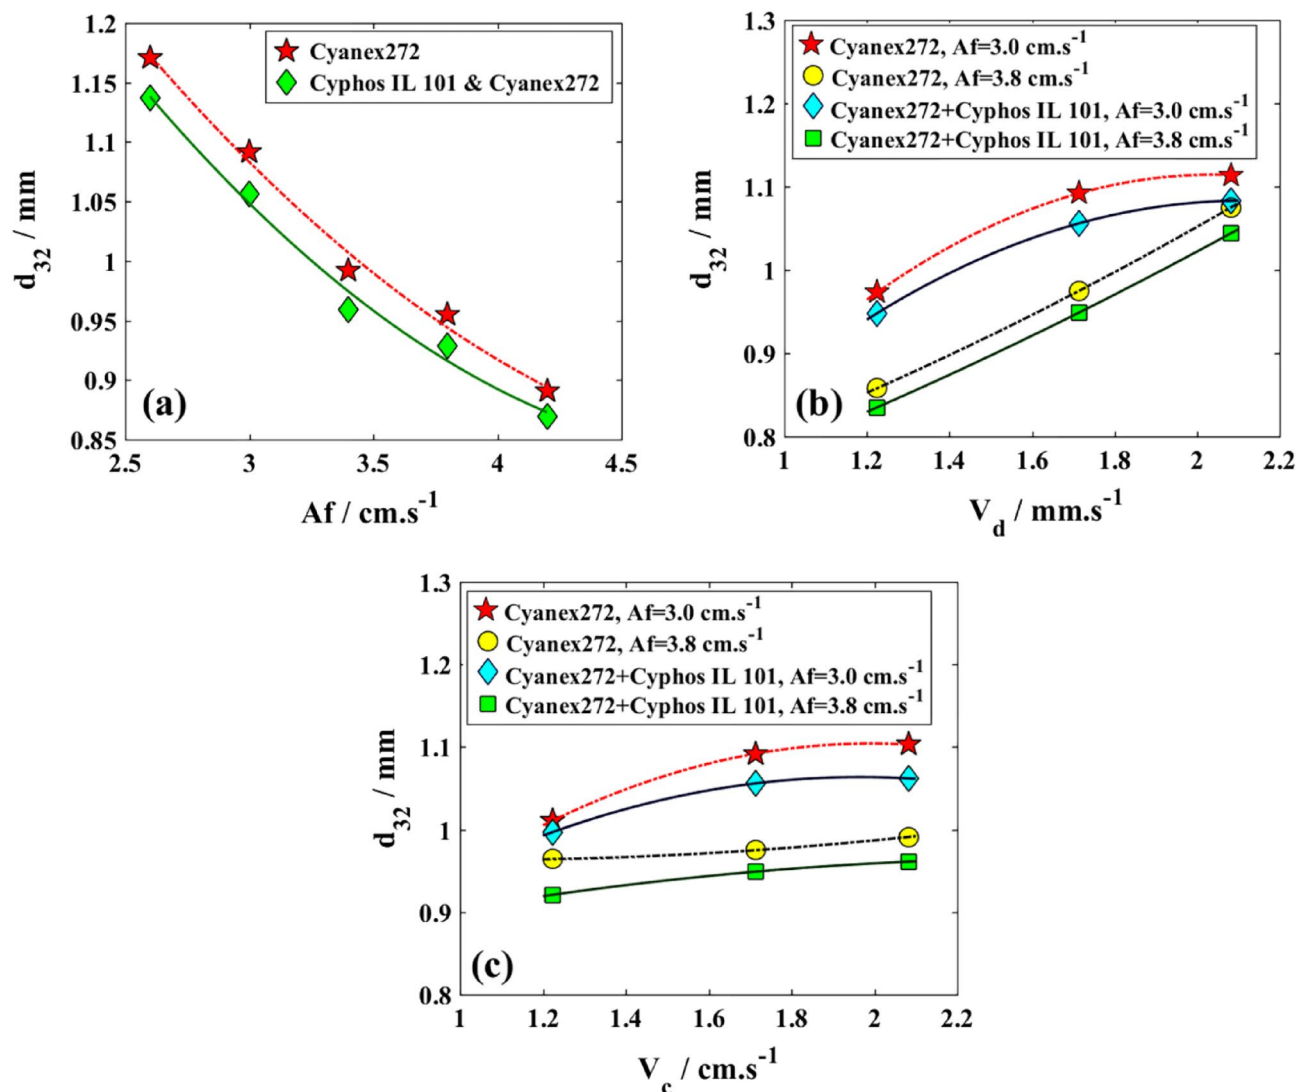 1.2
1.15
1.1
1.05
1
0.95
0.9
0.85
d32 / mm
Cyanex272
Cyphos IL 101 & Cyanex272
(a)
2.5 3 3.5 4 4.5
Af / cm.s-1
1.3
1.2
1.1
1
0.9
0.8
d32 / mm
Cyanex272, Af=3.0 cm.s-1
Cyanex272, Af=3.8 cm.s-1
Cyanex272+Cyphos IL 101, Af=3.0 cm.s-1
Cyanex272+Cyphos IL 101, Af=3.8 cm.s-1
(b)
1 1.2 1.4 1.6 1.8 2 2.2
Vd / mm.s-1
1.3
1.2
1.1
1
0.9
0.8
d32 / mm
Cyanex272, Af=3.0 cm.s-1
Cyanex272, Af=3.8 cm.s-1
Cyanex272+Cyphos IL 101, Af=3.0 cm.s-1
Cyanex272+Cyphos IL 101, Af=3.8 cm.s-1
(c)
1 1.2 1.4 1.6 1.8 2 2.2
Vc / cm.s-1